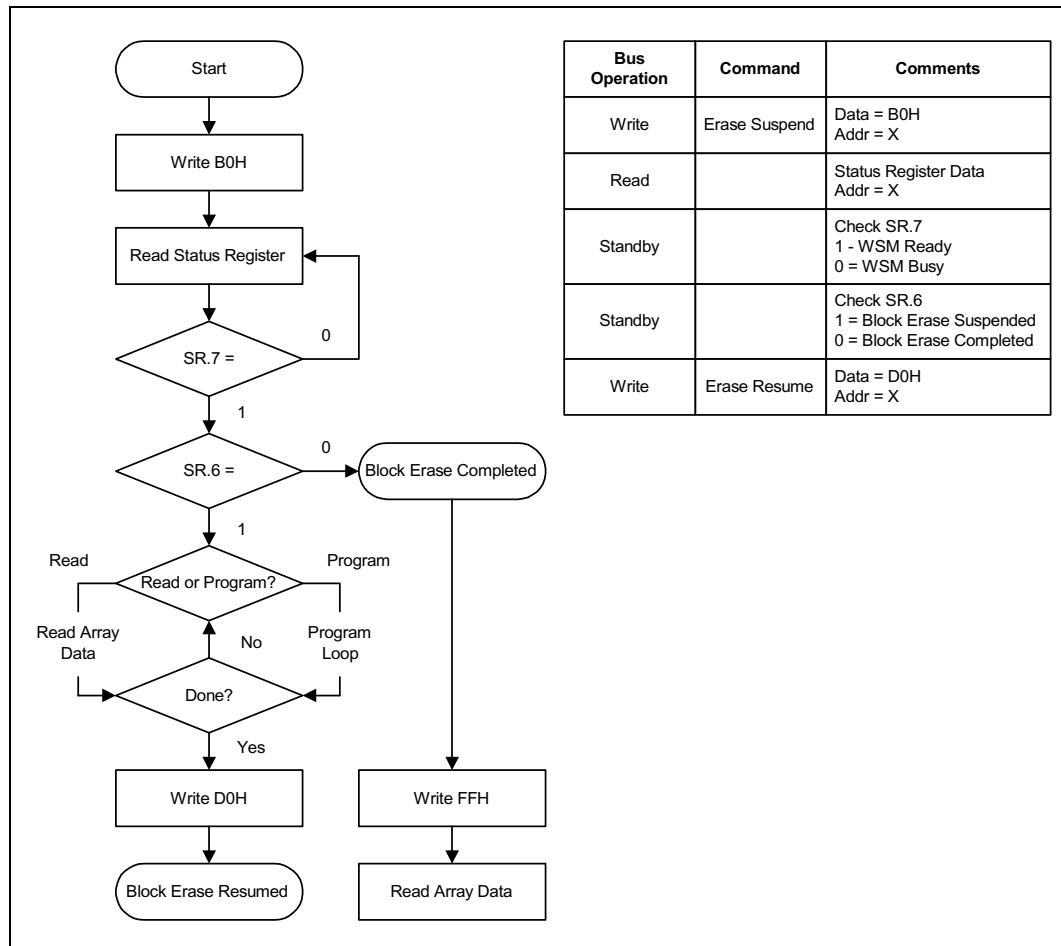 Start
Write B0H
Read Status Register
0
SR.7 =
1
0
SR.6 =
Block Erase Completed
1
Read
Program
Read or Program?
Read Array
Data
No
Program
Loop
Done?
Yes
Write D0H
Write FFH
Block Erase Resumed
Read Array Data
Bus
Operation
Command
Comments
Write
Erase Suspend
Data = B0H
Addr = X
Read
Status Register Data
Addr = X
Standby
Check SR.7
1 - WSM Ready
0 = WSM Busy
Standby
Check SR.6
1 = Block Erase Suspended
0 = Block Erase Completed
Write
Erase Resume
Data = D0H
Addr = X